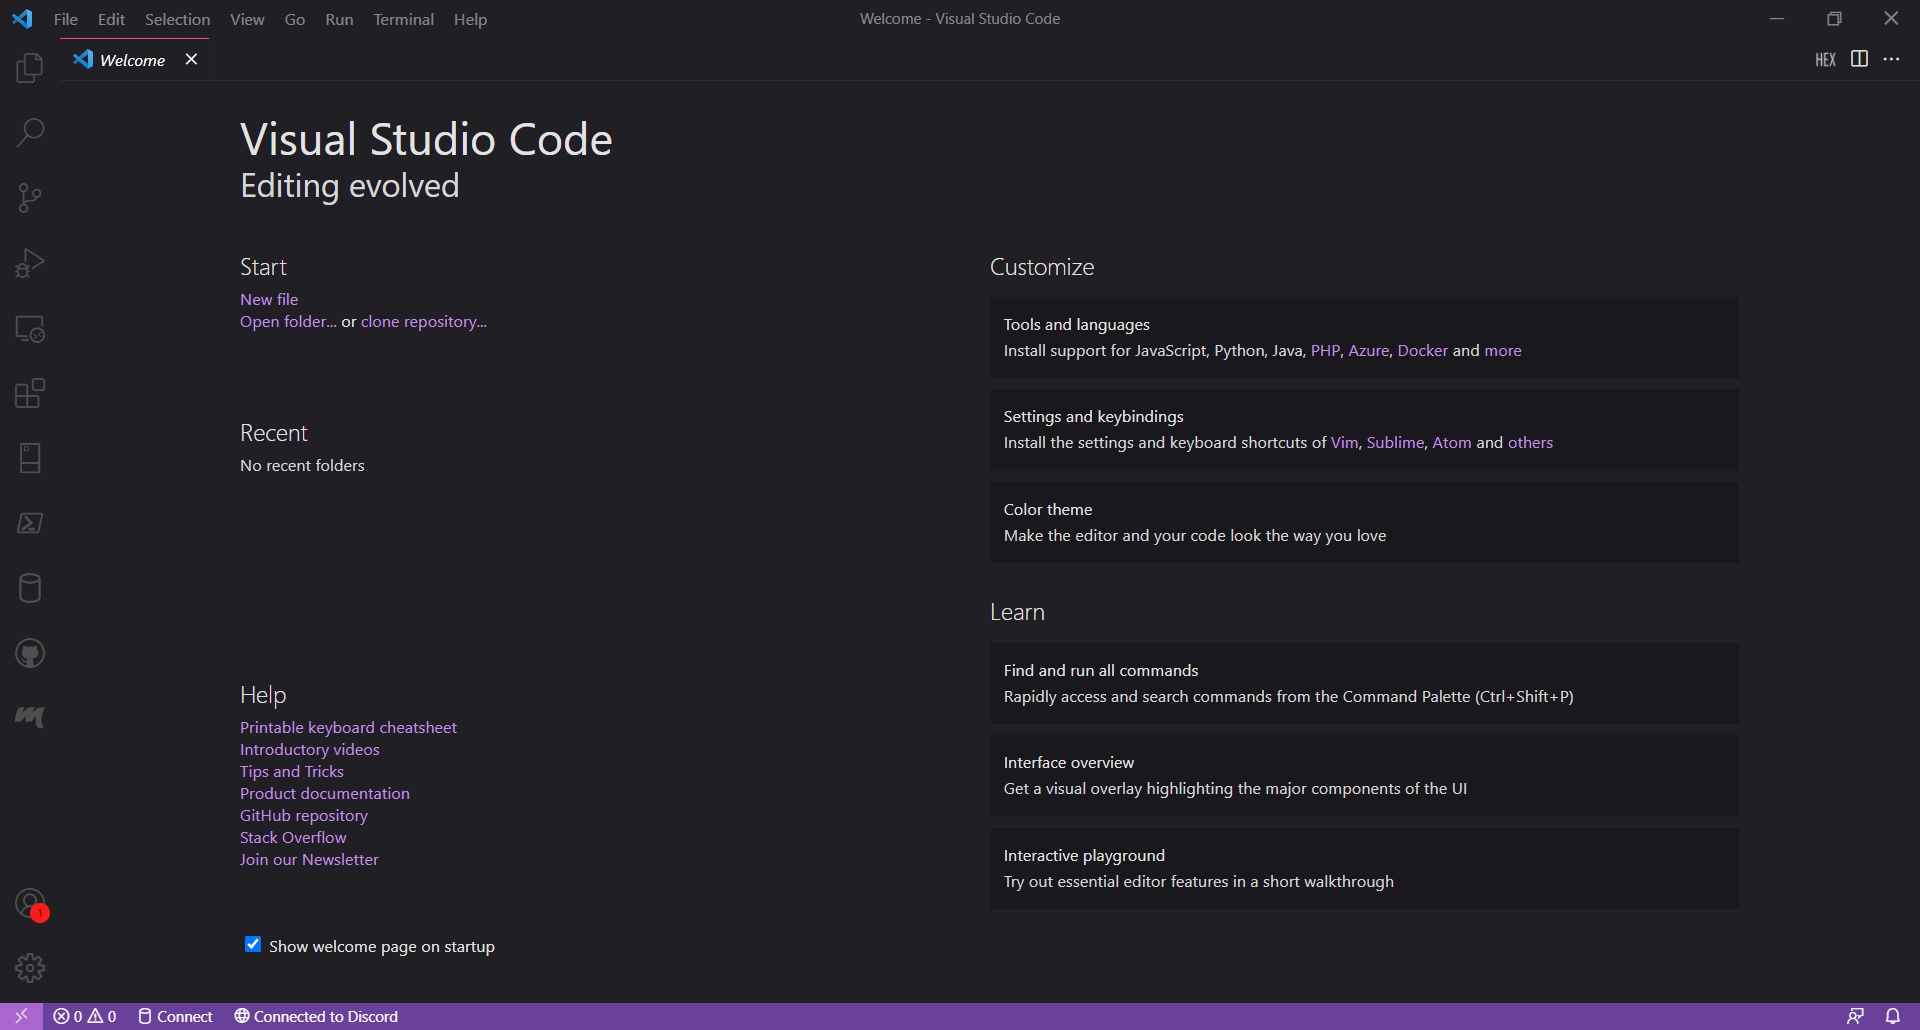 File Edit Selection View Go Run Terminal Help
Welcome - Visual Studio Code
Welcome
HEX
Visual Studio Code
Editing evolved
Start
New file
Open folder... or clone repository...
Recent
No recent folders
Help
Printable keyboard cheatsheet
Introductory videos
Tips and Tricks
Product documentation
GitHub repository
Stack Overflow
Join our Newsletter
Show welcome page on startup
Customize
Tools and languages
Install support for JavaScript, Python, Java, PHP, Azure, Docker and more
Settings and keybindings
Install the settings and keyboard shortcuts of Vim, Sublime, Atom and others
Color theme
Make the editor and your code look the way you love
Learn
Find and run all commands
Rapidly access and search commands from the Command Palette (Ctrl+Shift+P)
Interface overview
Get a visual overlay highlighting the major components of the UI
Interactive playground
Try out essential editor features in a short walkthrough
1
0 0 Connect Connected to Discord